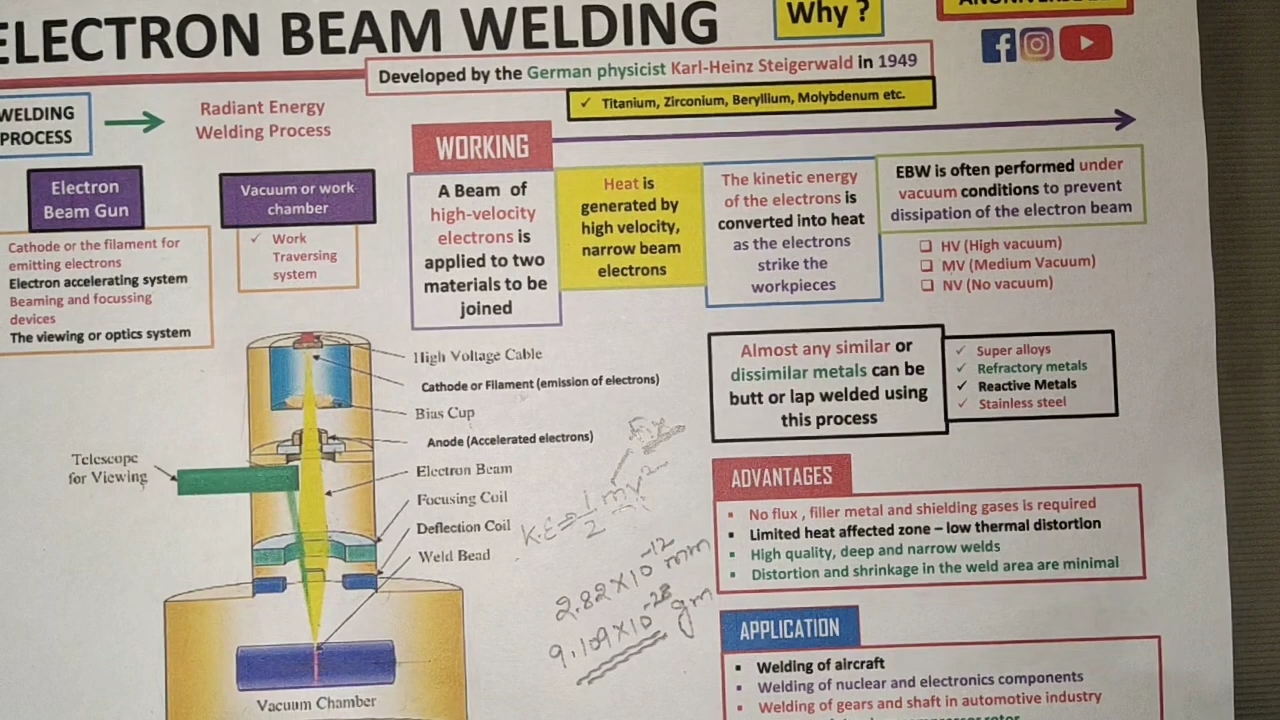 ELECTRON BEAM WELDING
Why ?
Developed by the German physicist Karl-Heinz Steigerwald in 1949
✓ Titanium, Zirconium, Beryllium, Molybdenum etc.
WELDING
PROCESS
Radiant Energy
Welding Process
WORKING
Electron
Beam Gun
Cathode or the filament for
emitting electrons
Electron accelerating system
Beaming and focussing
devices
The viewing or optics system
Vacuum or work
chamber
✓ Work
Traversing
system
A Beam of
high-velocity
electrons is
applied to two
materials to be
joined
Heat is
generated by
high velocity,
narrow beam
electrons
The kinetic energy
of the electrons is
converted into heat
as the electrons
strike the
workpieces
EBW is often performed under
vacuum conditions to prevent
dissipation of the electron beam
❑ HV (High vacuum)
❑ MV (Medium Vacuum)
❑ NV (No vacuum)
High Voltage Cable
Cathode or Filament (emission of electrons)
Bias Cup
Anode (Accelerated electrons)
Telescope
for Viewing
Electron Beam
Focusing Coil
Deflection Coil
Weld Bead
Vacuum Chamber
K.E = 1/2 mv²
2.82×10⁻¹² mm
9.109×10⁻²⁸ gm
Almost any similar or
dissimilar metals can be
butt or lap welded using
this process
✓ Super alloys
✓ Refractory metals
✓ Reactive Metals
✓ Stainless steel
ADVANTAGES
▪ No flux , filler metal and shielding gases is required
▪ Limited heat affected zone – low thermal distortion
▪ High quality, deep and narrow welds
▪ Distortion and shrinkage in the weld area are minimal
APPLICATION
▪ Welding of aircraft
▪ Welding of nuclear and electronics components
▪ Welding of gears and shaft in automotive industry